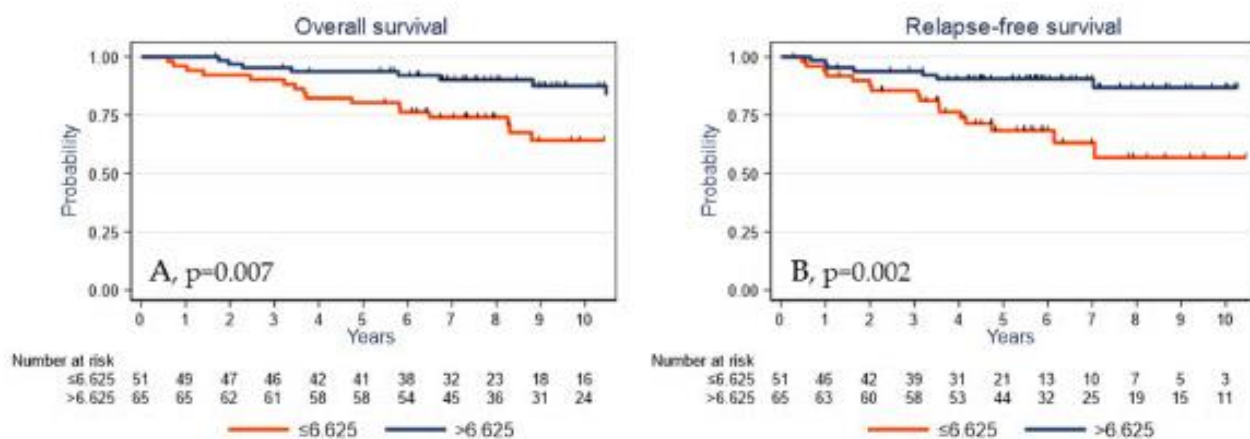 Overall survival
1.00
0.75
0.50
0.25
0.00
Probability
A, p=0.007
0 1 2 3 4 5 6 7 8 9 10
Years
Number at risk
≤6.625 51 49 47 46 42 41 38 32 23 18 16
>6.625 65 65 62 61 58 58 54 45 36 31 24
≤6.625 >6.625
Relapse-free survival
1.00
0.75
0.50
0.25
0.00
Probability
B, p=0.002
0 1 2 3 4 5 6 7 8 9 10
Years
Number at risk
≤6.625 51 46 42 39 31 21 13 10 7 5 3
>6.625 65 63 60 58 53 44 32 25 19 15 11
≤6.625 >6.625